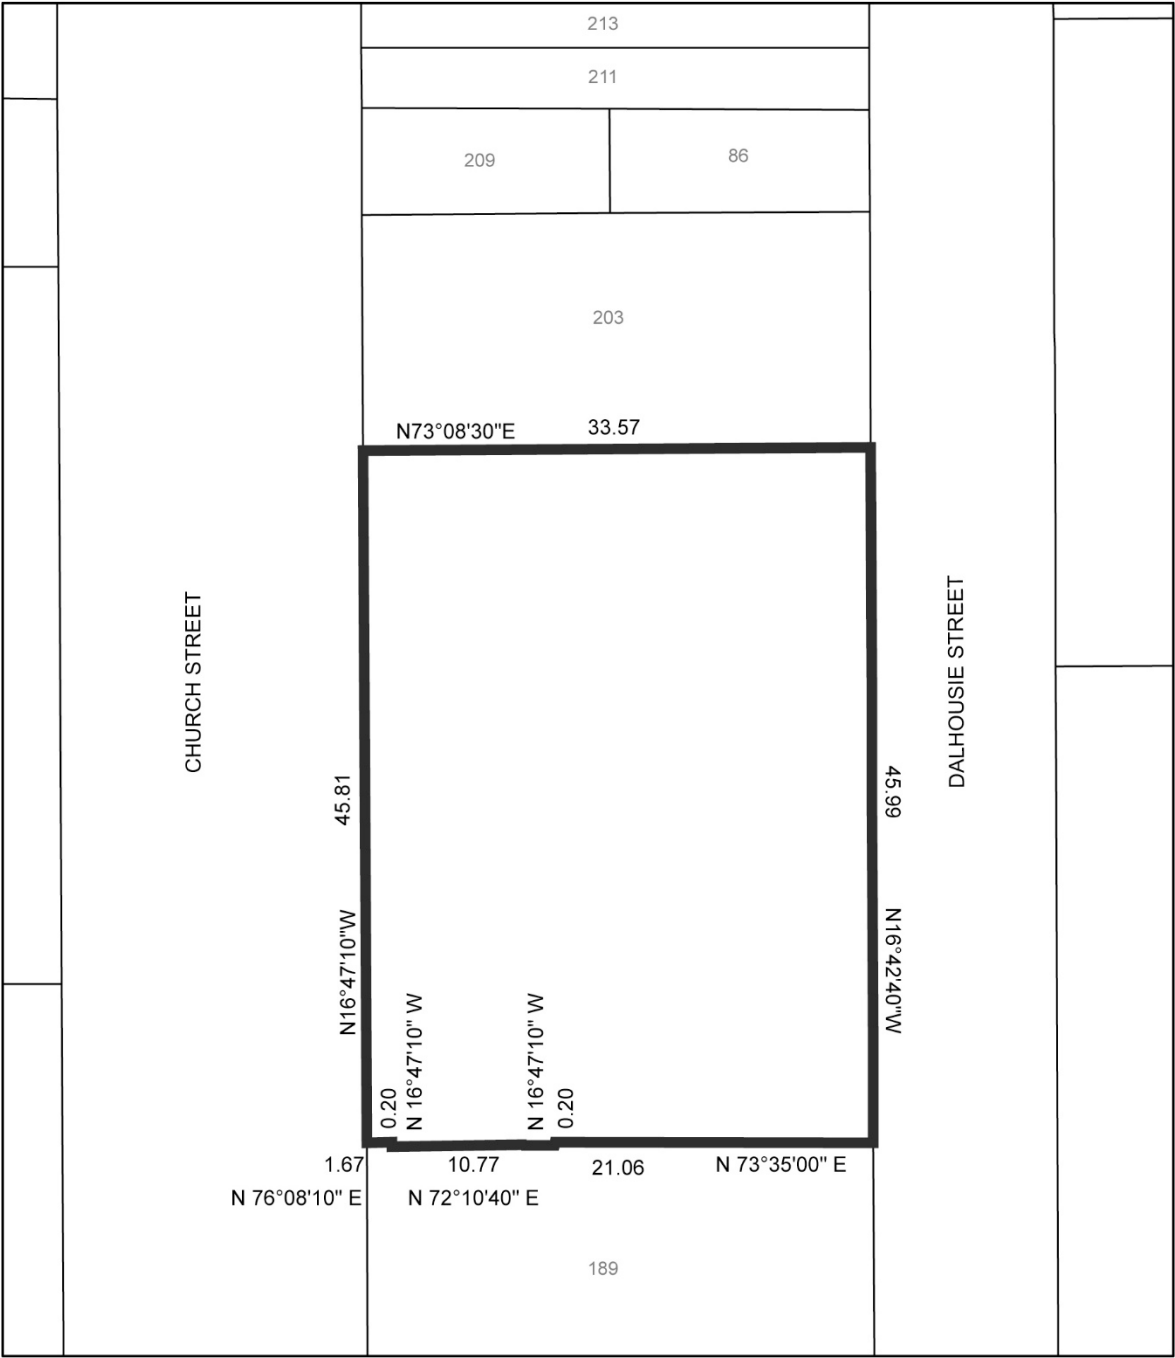 213
211
209
86
203
N73°08'30"E
33.57
CHURCH STREET
DALHOUSIE STREET
45.81
45.99
N16°47'10"W
N16°42'40"W
0.20
N 16°47'10" W
N 16°47'10" W
0.20
1.67
10.77
21.06
N 73°35'00" E
N 76°08'10" E
N 72°10'40" E
189